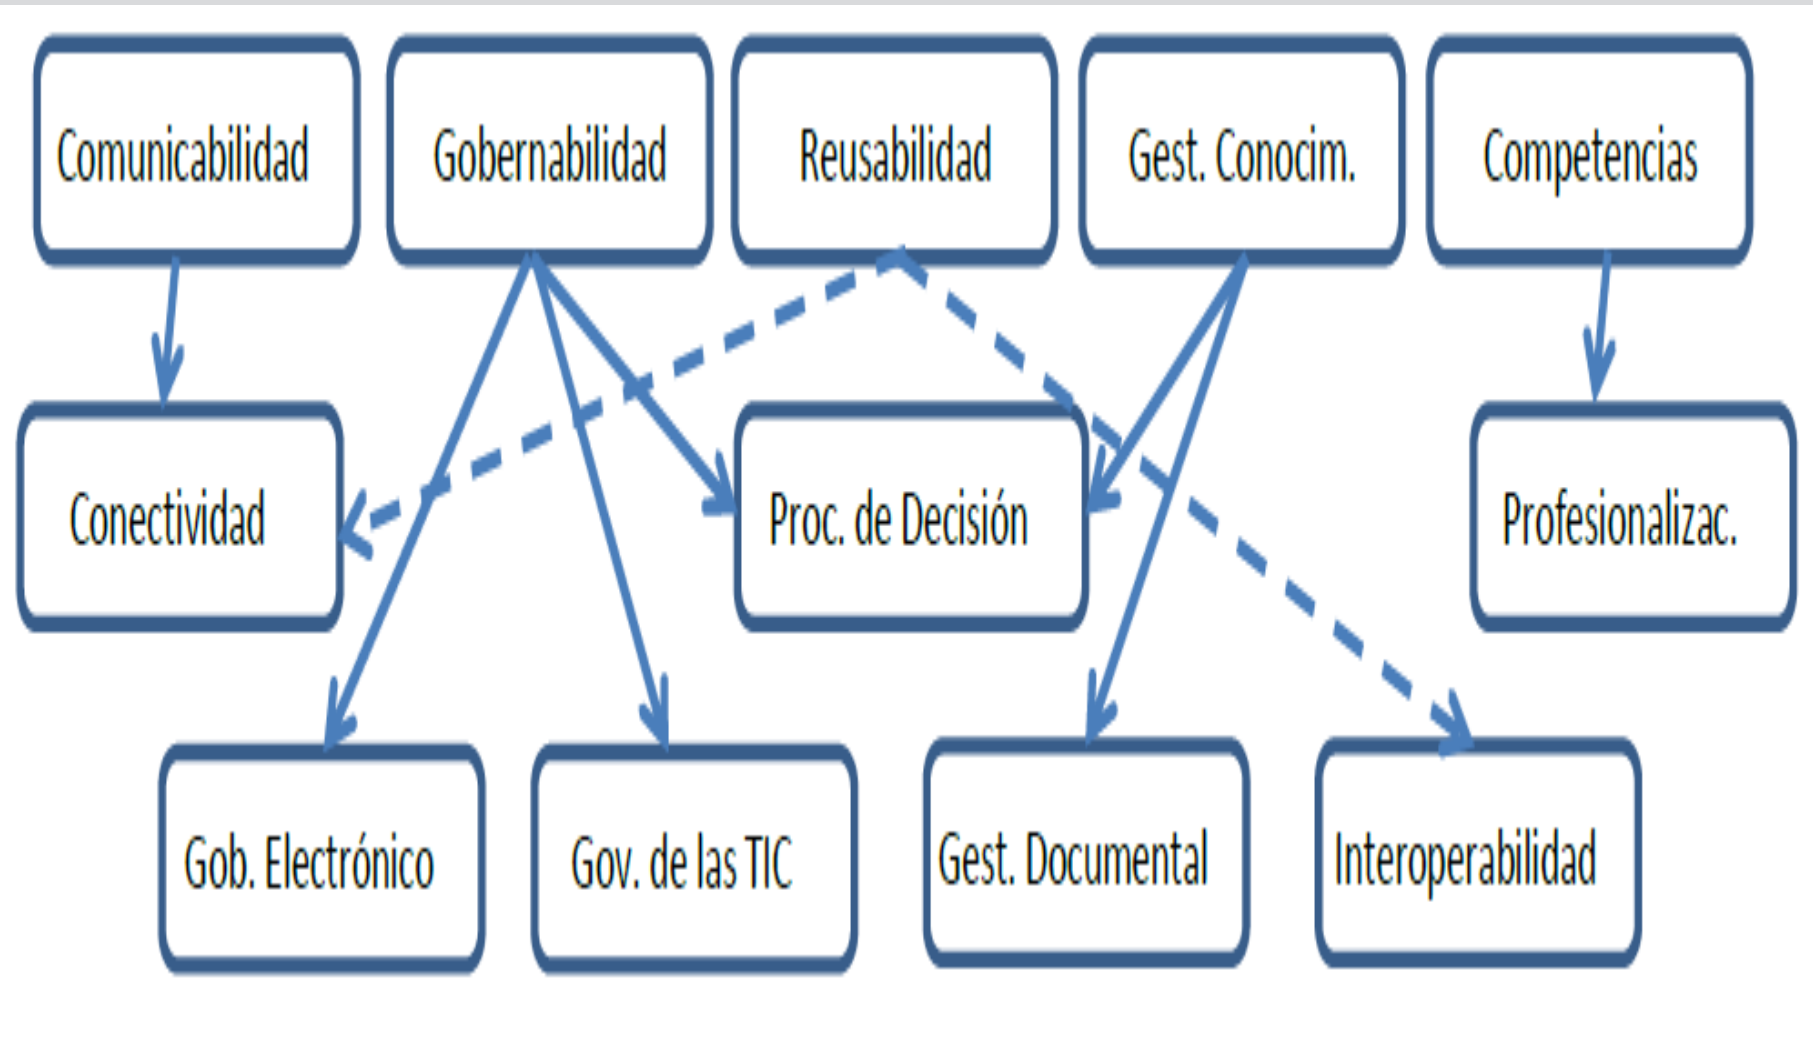 Comunicabilidad
Gobernabilidad
Reusabilidad
Gest. Conocim.
Competencias
Conectividad
Proc. de Decisión
Profesionalizac.
Gob. Electrónico
Gov. de las TIC
Gest. Documental
Interoperabilidad